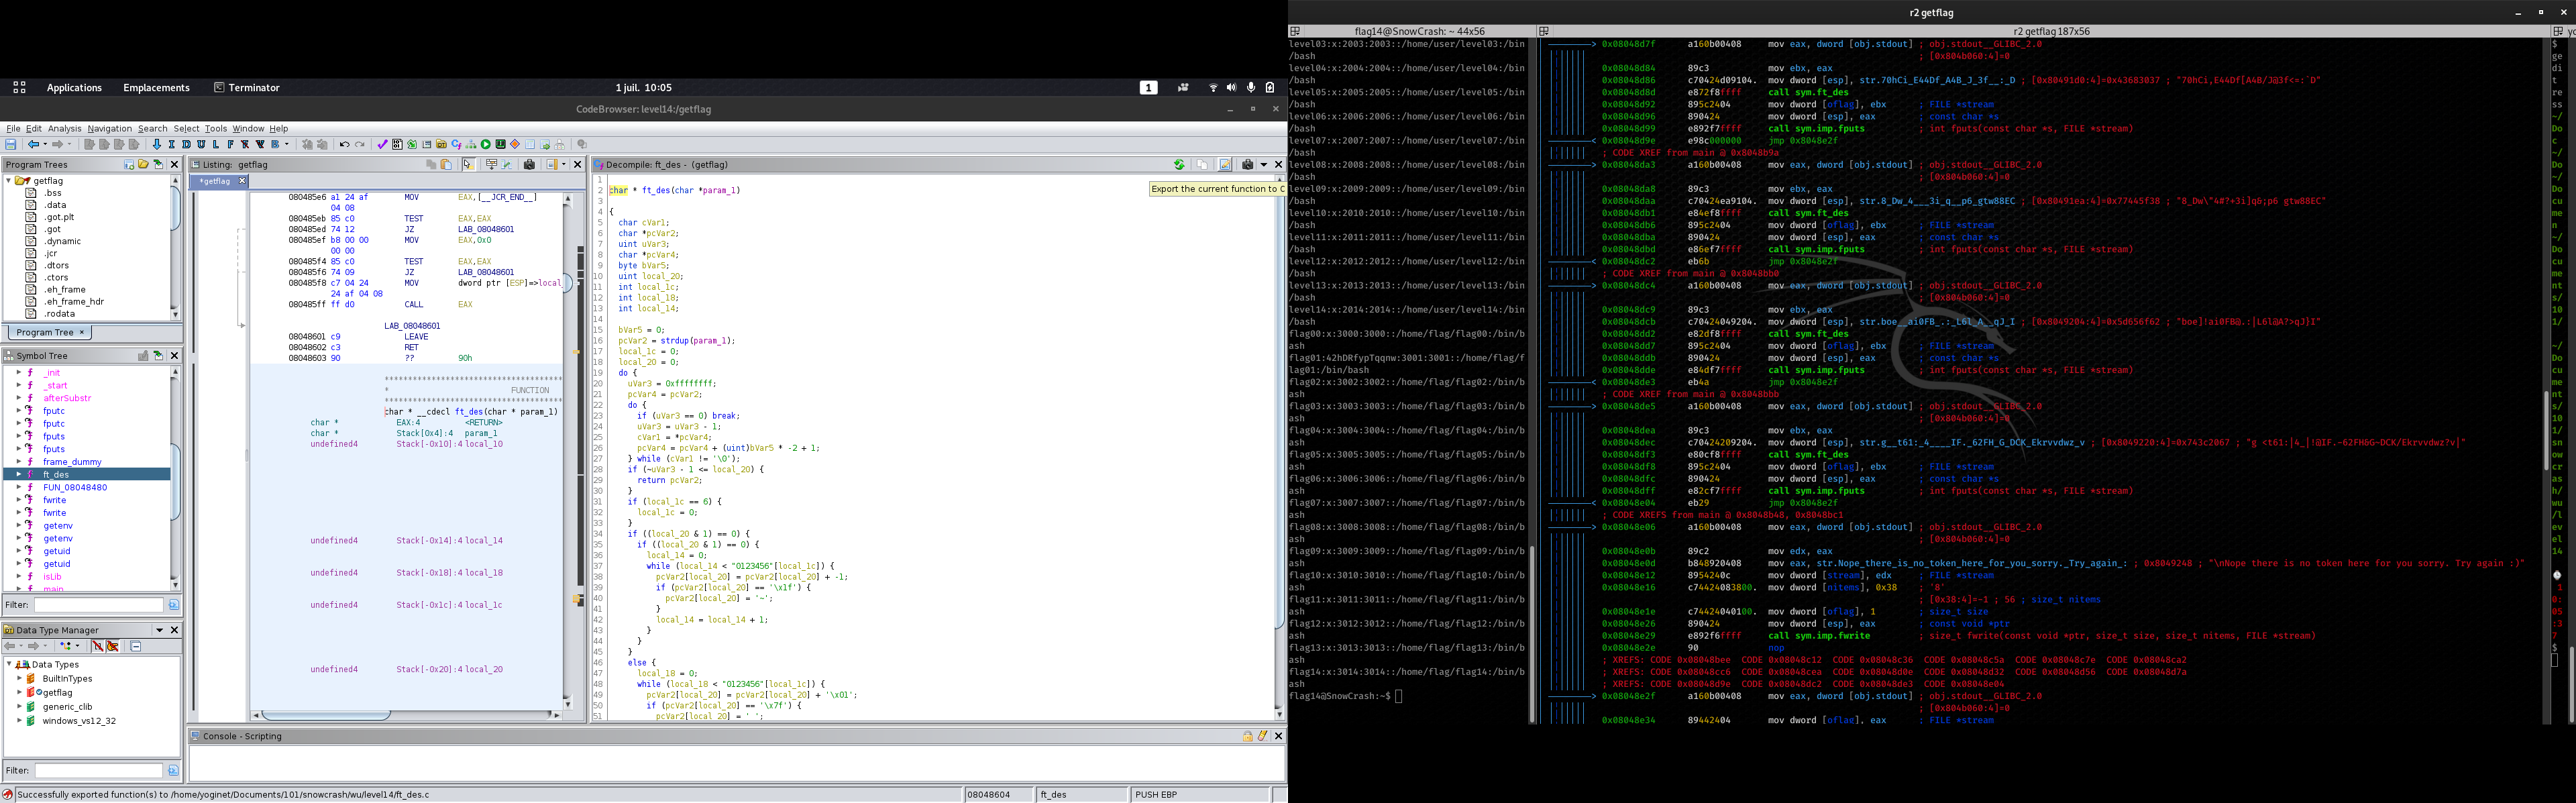 Applications Emplacements Terminator 1 juil. 10:05 1
CodeBrowser: level14:/getflag
File Edit Analysis Navigation Search Select Tools Window Help
Program Trees
getflag
.bss
.data
.got.plt
.got
.dynamic
.jcr
.dtors
.ctors
.eh_frame
.eh_frame_hdr
.rodata
Program Tree ×
Symbol Tree
_init
_start
afterSubstr
fputc
fputc
fputs
fputs
frame_dummy
ft_des
FUN_08048480
fwrite
fwrite
getenv
getenv
getuid
getuid
isLib
main
Filter:
Data Type Manager
Data Types
BuiltInTypes
getflag
generic_clib
windows_vs12_32
Filter:
Listing: getflag
*getflag
080485e6 a1 24 af MOV EAX,[__JCR_END__]
04 08
080485eb 85 c0 TEST EAX,EAX
080485ed 74 12 JZ LAB_08048601
080485ef b8 00 00 MOV EAX,0x0
00 00
080485f4 85 c0 TEST EAX,EAX
080485f6 74 09 JZ LAB_08048601
080485f8 c7 04 24 MOV dword ptr [ESP]=>local_
24 af 04 08
080485ff ff d0 CALL EAX
LAB_08048601
08048601 c9 LEAVE
08048602 c3 RET
08048603 90 ?? 90h
* FUNCTION
char * __cdecl ft_des(char * param_1)
char * EAX:4 <RETURN>
char * Stack[0x4]:4 param_1
undefined4 Stack[-0x10]:4 local_10
undefined4 Stack[-0x14]:4 local_14
undefined4 Stack[-0x18]:4 local_18
undefined4 Stack[-0x1c]:4 local_1c
undefined4 Stack[-0x20]:4 local_20
Decompile: ft_des - (getflag)
Export the current function to C
1
2 char * ft_des(char *param_1)
3
4 {
5 char cVar1;
6 char *pcVar2;
7 uint uVar3;
8 char *pcVar4;
9 byte bVar5;
10 uint local_20;
11 int local_1c;
12 int local_18;
13 int local_14;
14
15 bVar5 = 0;
16 pcVar2 = strdup(param_1);
17 local_1c = 0;
18 local_20 = 0;
19 do {
20 uVar3 = 0xffffffff;
21 pcVar4 = pcVar2;
22 do {
23 if (uVar3 == 0) break;
24 uVar3 = uVar3 - 1;
25 cVar1 = *pcVar4;
26 pcVar4 = pcVar4 + (uint)bVar5 * -2 + 1;
27 } while (cVar1 != '\0');
28 if (~uVar3 - 1 <= local_20) {
29 return pcVar2;
30 }
31 if (local_1c == 6) {
32 local_1c = 0;
33 }
34 if ((local_20 & 1) == 0) {
35 if ((local_20 & 1) == 0) {
36 local_14 = 0;
37 while (local_14 < "0123456"[local_1c]) {
38 pcVar2[local_20] = pcVar2[local_20] + -1;
39 if (pcVar2[local_20] == '\x1f') {
40 pcVar2[local_20] = '~';
41 }
42 local_14 = local_14 + 1;
43 }
44 }
45 }
46 else {
47 local_18 = 0;
48 while (local_18 < "0123456"[local_1c]) {
49 pcVar2[local_20] = pcVar2[local_20] + '\x01';
50 if (pcVar2[local_20] == '\x7f') {
51 pcVar2[local_20] = ' ';
Console - Scripting
Successfully exported function(s) to /home/yoginet/Documents/101/snowcrash/wu/level14/ft_des.c 08048604 ft_des PUSH EBP
r2 getflag
flag14@SnowCrash: ~ 44x56
level03:x:2003:2003::/home/user/level03:/bin
/bash
level04:x:2004:2004::/home/user/level04:/bin
/bash
level05:x:2005:2005::/home/user/level05:/bin
/bash
level06:x:2006:2006::/home/user/level06:/bin
/bash
level07:x:2007:2007::/home/user/level07:/bin
/bash
level08:x:2008:2008::/home/user/level08:/bin
/bash
level09:x:2009:2009::/home/user/level09:/bin
/bash
level10:x:2010:2010::/home/user/level10:/bin
/bash
level11:x:2011:2011::/home/user/level11:/bin
/bash
level12:x:2012:2012::/home/user/level12:/bin
/bash
level13:x:2013:2013::/home/user/level13:/bin
/bash
level14:x:2014:2014::/home/user/level14:/bin
/bash
flag00:x:3000:3000::/home/flag/flag00:/bin/b
ash
flag01:42hDRfypTqqnw:3001:3001::/home/flag/f
lag01:/bin/bash
flag02:x:3002:3002::/home/flag/flag02:/bin/b
ash
flag03:x:3003:3003::/home/flag/flag03:/bin/b
ash
flag04:x:3004:3004::/home/flag/flag04:/bin/b
ash
flag05:x:3005:3005::/home/flag/flag05:/bin/b
ash
flag06:x:3006:3006::/home/flag/flag06:/bin/b
ash
flag07:x:3007:3007::/home/flag/flag07:/bin/b
ash
flag08:x:3008:3008::/home/flag/flag08:/bin/b
ash
flag09:x:3009:3009::/home/flag/flag09:/bin/b
ash
flag10:x:3010:3010::/home/flag/flag10:/bin/b
ash
flag11:x:3011:3011::/home/flag/flag11:/bin/b
ash
flag12:x:3012:3012::/home/flag/flag12:/bin/b
ash
flag13:x:3013:3013::/home/flag/flag13:/bin/b
ash
flag14:x:3014:3014::/home/flag/flag14:/bin/b
ash
flag14@SnowCrash:~$
r2 getflag 187x56
0x08048d7f a160b00408 mov eax, dword [obj.stdout] ; obj.stdout__GLIBC_2.0
; [0x804b060:4]=0
0x08048d84 89c3 mov ebx, eax
0x08048d86 c70424d09104. mov dword [esp], str.70hCi_E44Df_A4B_J_3f__:_D ; [0x80491d0:4]=0x43683037 ; "70hCi,E44Df[A4B/J@3f<=:`D"
0x08048d8d e872f8ffff call sym.ft_des
0x08048d92 895c2404 mov dword [oflag], ebx ; FILE *stream
0x08048d96 890424 mov dword [esp], eax ; const char *s
0x08048d99 e892f7ffff call sym.imp.fputs ; int fputs(const char *s, FILE *stream)
0x08048d9e e98c000000 jmp 0x8048e2f
; CODE XREF from main @ 0x8048b9a
0x08048da3 a160b00408 mov eax, dword [obj.stdout] ; obj.stdout__GLIBC_2.0
; [0x804b060:4]=0
0x08048da8 89c3 mov ebx, eax
0x08048daa c70424ea9104. mov dword [esp], str.8_Dw_4___3i_q__p6_gtw88EC ; [0x80491ea:4]=0x77445f38 ; "8_Dw\"4#?+3i]q&;p6 gtw88EC"
0x08048db1 e84ef8ffff call sym.ft_des
0x08048db6 895c2404 mov dword [oflag], ebx ; FILE *stream
0x08048dba 890424 mov dword [esp], eax ; const char *s
0x08048dbd e86ef7ffff call sym.imp.fputs ; int fputs(const char *s, FILE *stream)
0x08048dc2 eb6b jmp 0x8048e2f
; CODE XREF from main @ 0x8048bb0
0x08048dc4 a160b00408 mov eax, dword [obj.stdout] ; obj.stdout__GLIBC_2.0
; [0x804b060:4]=0
0x08048dc9 89c3 mov ebx, eax
0x08048dcb c70424049204. mov dword [esp], str.boe__ai0FB_.:_L6l_A__qJ_I ; [0x8049204:4]=0x5d656f62 ; "boe]!ai0FB@.:|L6l@A?>qJ}I"
0x08048dd2 e82df8ffff call sym.ft_des
0x08048dd7 895c2404 mov dword [oflag], ebx ; FILE *stream
0x08048ddb 890424 mov dword [esp], eax ; const char *s
0x08048dde e84df7ffff call sym.imp.fputs ; int fputs(const char *s, FILE *stream)
0x08048de3 eb4a jmp 0x8048e2f
; CODE XREF from main @ 0x8048bbb
0x08048de5 a160b00408 mov eax, dword [obj.stdout] ; obj.stdout__GLIBC_2.0
; [0x804b060:4]=0
0x08048dea 89c3 mov ebx, eax
0x08048dec c70424209204. mov dword [esp], str.g__t61:_4____IF._62FH_G_DCK_Ekrvvdwz_v ; [0x8049220:4]=0x743c2067 ; "g <t61:|4_|!@IF.-62FH&G~DCK/Ekrvvdwz?v|"
0x08048df3 e80cf8ffff call sym.ft_des
0x08048df8 895c2404 mov dword [oflag], ebx ; FILE *stream
0x08048dfc 890424 mov dword [esp], eax ; const char *s
0x08048dff e82cf7ffff call sym.imp.fputs ; int fputs(const char *s, FILE *stream)
0x08048e04 eb29 jmp 0x8048e2f
; CODE XREFS from main @ 0x8048b48, 0x8048bc1
0x08048e06 a160b00408 mov eax, dword [obj.stdout] ; obj.stdout__GLIBC_2.0
; [0x804b060:4]=0
0x08048e0b 89c2 mov edx, eax
0x08048e0d b848920408 mov eax, str.Nope_there_is_no_token_here_for_you_sorry._Try_again_: ; 0x8049248 ; "\nNope there is no token here for you sorry. Try again :)"
0x08048e12 8954240c mov dword [stream], edx ; FILE *stream
0x08048e16 c74424083800. mov dword [nitems], 0x38 ; '8'
; [0x38:4]=-1 ; 56 ; size_t nitems
0x08048e1e c74424040100. mov dword [oflag], 1 ; size_t size
0x08048e26 890424 mov dword [esp], eax ; const void *ptr
0x08048e29 e892f6ffff call sym.imp.fwrite ; size_t fwrite(const void *ptr, size_t size, size_t nitems, FILE *stream)
0x08048e2e 90 nop
; XREFS: CODE 0x08048bee CODE 0x08048c12 CODE 0x08048c36 CODE 0x08048c5a CODE 0x08048c7e CODE 0x08048ca2
; XREFS: CODE 0x08048cc6 CODE 0x08048cea CODE 0x08048d0e CODE 0x08048d32 CODE 0x08048d56 CODE 0x08048d7a
; XREFS: CODE 0x08048d9e CODE 0x08048dc2 CODE 0x08048de3 CODE 0x08048e04
0x08048e2f a160b00408 mov eax, dword [obj.stdout] ; obj.stdout__GLIBC_2.0
; [0x804b060:4]=0
0x08048e34 89442404 mov dword [oflag], eax ; FILE *stream